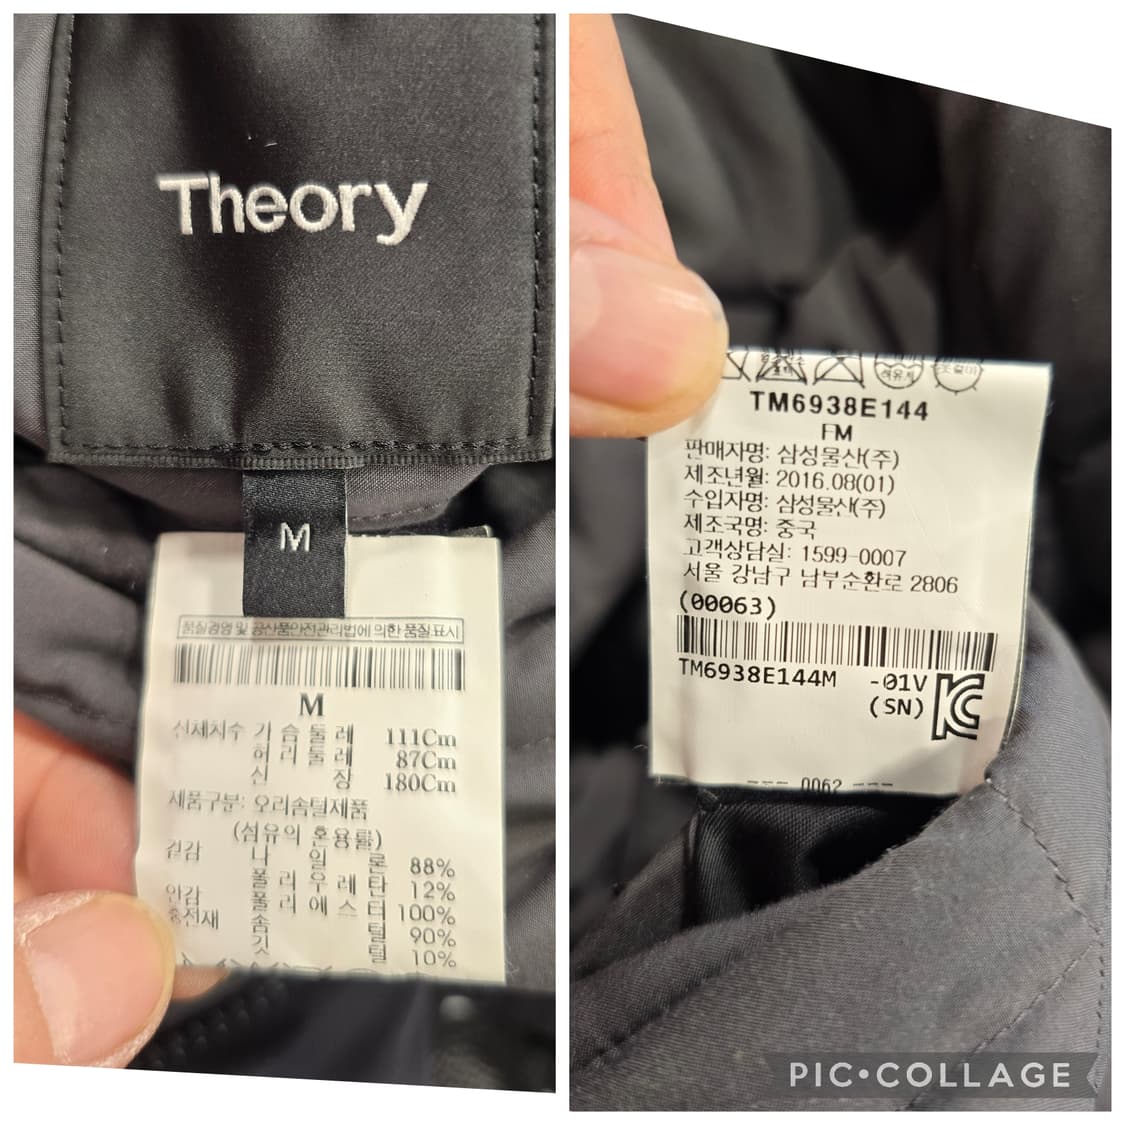 Theory
M
품질경영 및 공산품안전관리법에 의한 품질표시
M
신체치수 가슴둘레 111Cm
허리둘레 87Cm
신장 180Cm
제품구분: 오리솜털제품
(섬유의 혼용률)
겉감 나일론 88%
폴리우레탄 12%
안감 폴리에스터 100%
충전재 솜털 90%
깃털 10%
TM6938E144
FM
판매자명: 삼성물산(주)
제조년월: 2016.08(01)
수입자명: 삼성물산(주)
제조국명: 중국
고객상담실: 1599-0007
서울 강남구 남부순환로 2806
(00063)
TM6938E144M -01V
(SN)
0062
PIC•COLLAGE